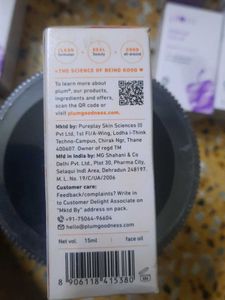 CLEAN
REAL
GOOD
beauty
THE SCIENCE OF BEING GOOD
To learn more about
plum®, our products,
ingredients and offers,
scan the QR code or
visit
plumgoodness.com
Mktd by: Pureplay Skin Sciences (I)
Pvt Ltd, 1st Fl/A-Wing, Lodha i-Think
Techno-Campus, Chirak Ngr, Thane
400607. Owner of regd TM
Mfd in India by: MG Shahani & Co
Delhi Pvt. Ltd., Plot 30, Pharma City,
Selaqui Indl Area, Dehradun 248197.
M. L. No. 19/C/UA/2006
Customer care:
Feedback/complaints? Write in
to Customer Delight Associate on
"Mktd By" address on pack.
+91-75064-96604
hello@plumgoodness.com
Net vol. 15ml face oil
8 906118 415380